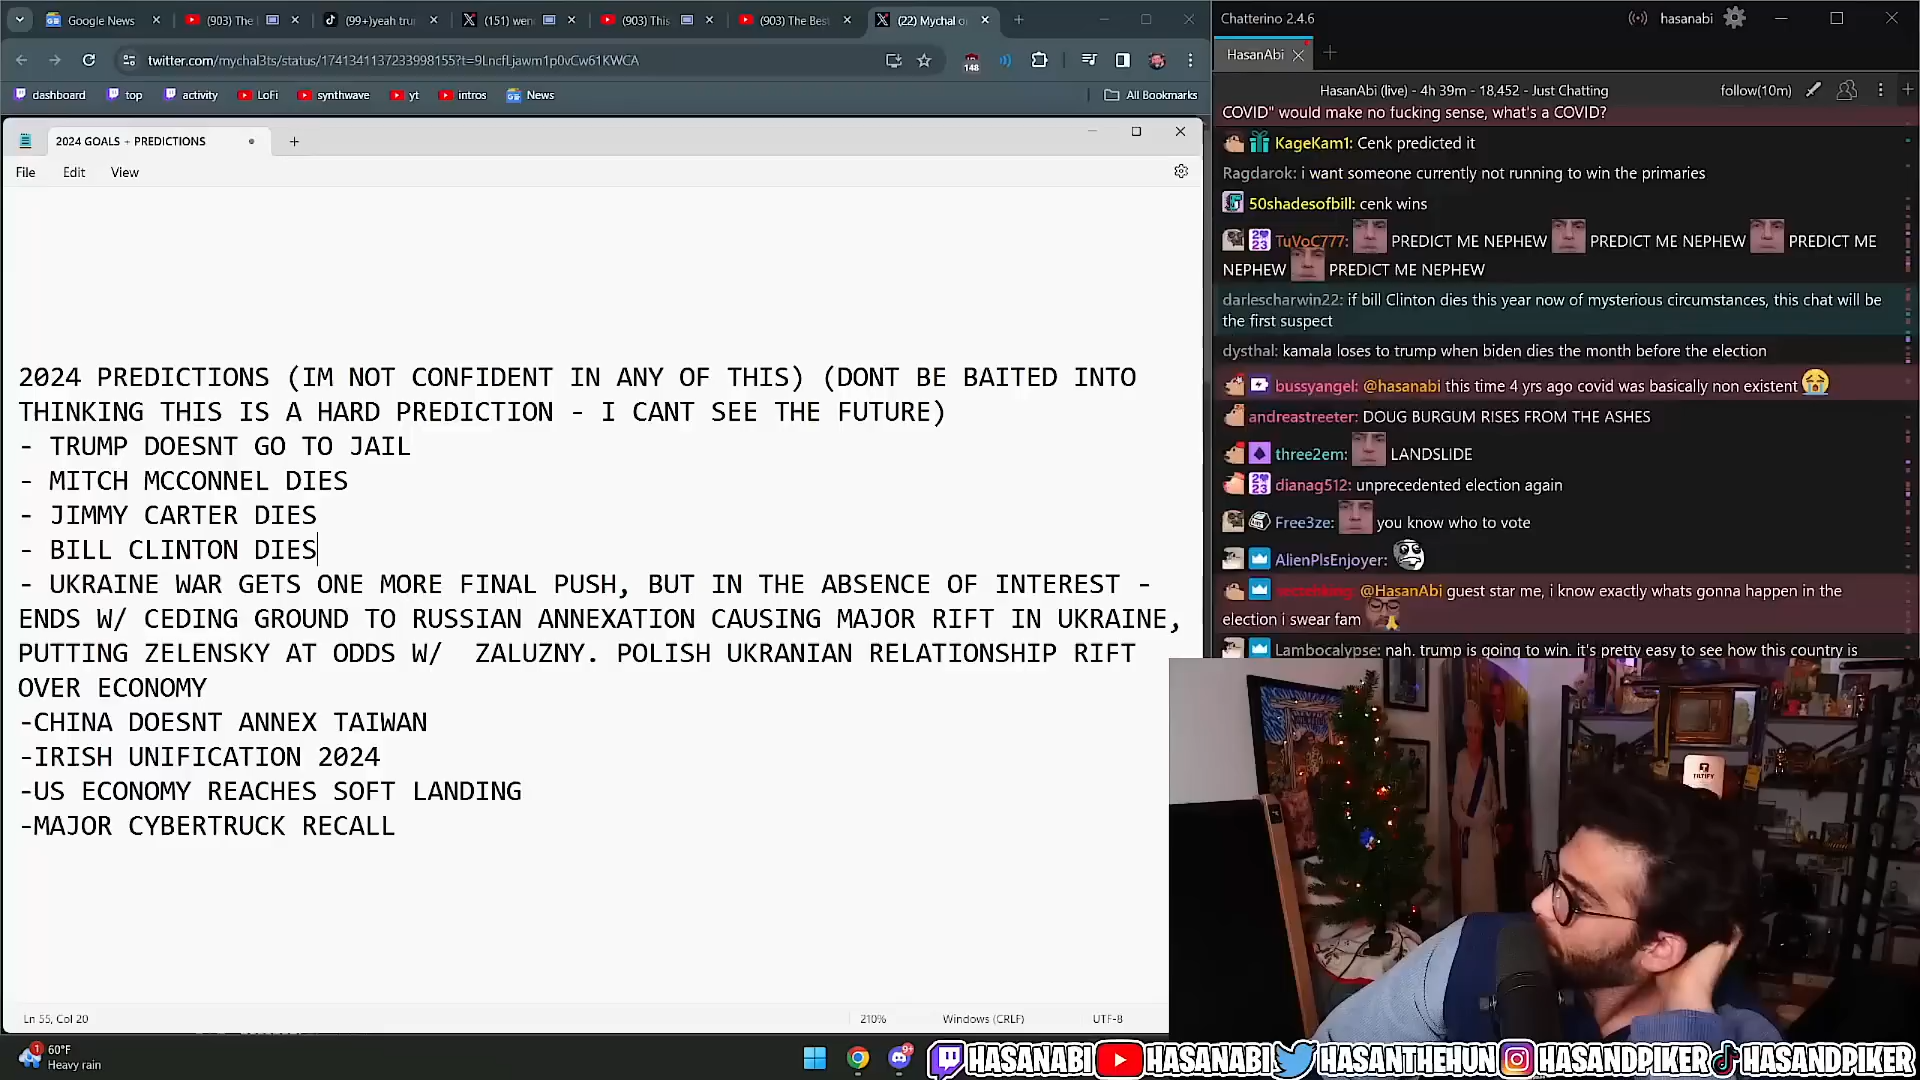 Google News
(903) The
(99+)yeah tru
(151) wen
(903) This
(903) The Bes
(22) Mychal o
twitter.com/mychal3ts/status/1741341137233998155?t=9LncfLjawm1p0vCw61KWCA
148
dashboard
top
activity
LoFi
synthwave
yt
intros
News
All Bookmarks
2024 GOALS + PREDICTIONS
File
Edit
View
2024 PREDICTIONS (IM NOT CONFIDENT IN ANY OF THIS) (DONT BE BAITED INTO
THINKING THIS IS A HARD PREDICTION - I CANT SEE THE FUTURE)
- TRUMP DOESNT GO TO JAIL
- MITCH MCCONNEL DIES
- JIMMY CARTER DIES
- BILL CLINTON DIES
- UKRAINE WAR GETS ONE MORE FINAL PUSH, BUT IN THE ABSENCE OF INTEREST -
ENDS W/ CEDING GROUND TO RUSSIAN ANNEXATION CAUSING MAJOR RIFT IN UKRAINE,
PUTTING ZELENSKY AT ODDS W/  ZALUZNY. POLISH UKRANIAN RELATIONSHIP RIFT
OVER ECONOMY
-CHINA DOESNT ANNEX TAIWAN
-IRISH UNIFICATION 2024
-US ECONOMY REACHES SOFT LANDING
-MAJOR CYBERTRUCK RECALL
Ln 55, Col 20
210%
Windows (CRLF)
UTF-8
Chatterino 2.4.6
hasanabi
HasanAbi
HasanAbi (live) - 4h 39m - 18,452 - Just Chatting
follow(10m)
COVID" would make no fucking sense, what's a COVID?
KageKam1: Cenk predicted it
Ragdarok: i want someone currently not running to win the primaries
50shadesofbill: cenk wins
TuVoC777: PREDICT ME NEPHEW PREDICT ME NEPHEW PREDICT ME
NEPHEW PREDICT ME NEPHEW
darlescharwin22: if bill Clinton dies this year now of mysterious circumstances, this chat will be
the first suspect
dysthal: kamala loses to trump when biden dies the month before the election
bussyangel: @hasanabi this time 4 yrs ago covid was basically non existent
andreastreeter: DOUG BURGUM RISES FROM THE ASHES
three2em: LANDSLIDE
dianag512: unprecedented election again
Free3ze: you know who to vote
AlienPlsEnjoyer:
@HasanAbi guest star me, i know exactly whats gonna happen in the
election i swear fam
Lambocalypse: nah. trump is going to win. it's pretty easy to see how this country is
TILTIFY
1
60°F
Heavy rain
9+
HASANABI
HASANABI
HASANTHEHUN
HASANDPIKER
HASANDPIKER